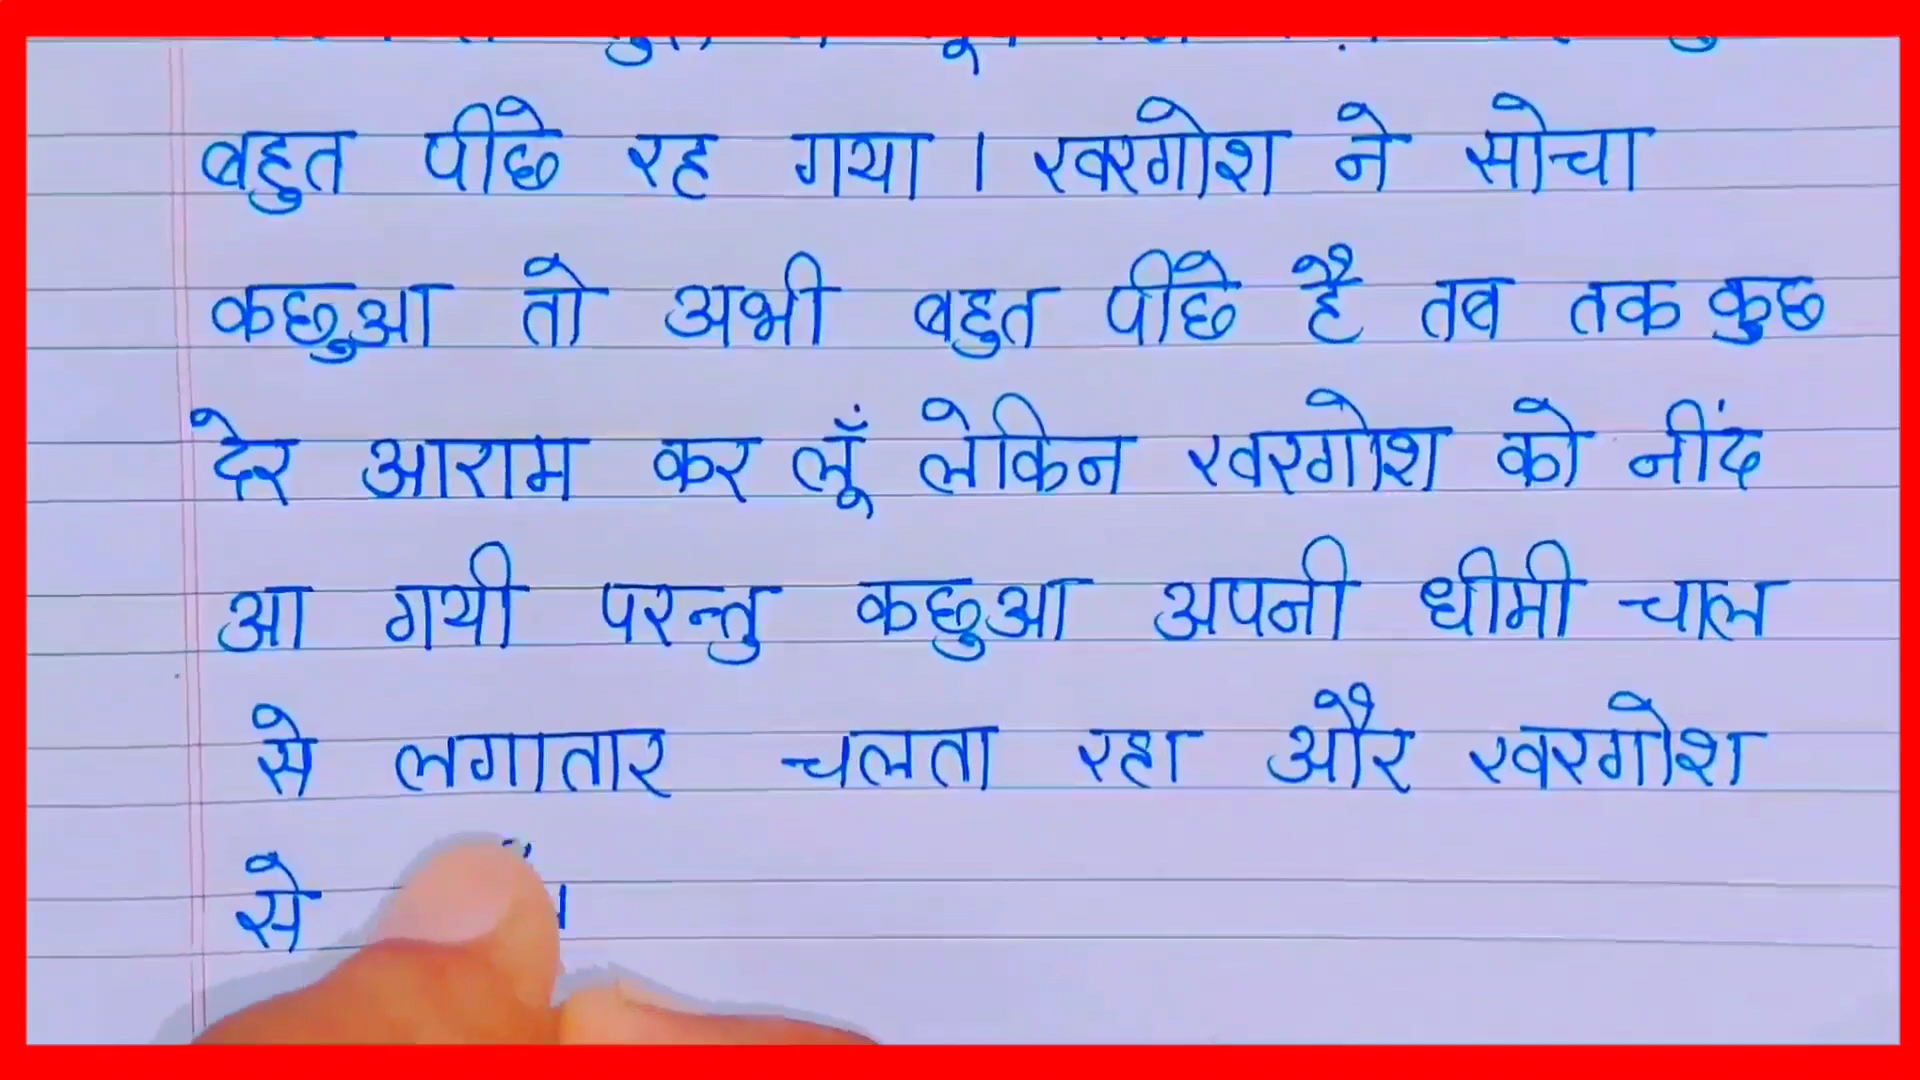 बहुत पीछे रह गया । खरगोश ने सोचा
कछुआ तो अभी बहुत पीछे है तब तक कुछ
देर आराम कर लूँ लेकिन खरगोश को नींद
आ गयी परन्तु कछुआ अपनी धीमी चाल
से लगातार चलता रहा और खरगोश
से